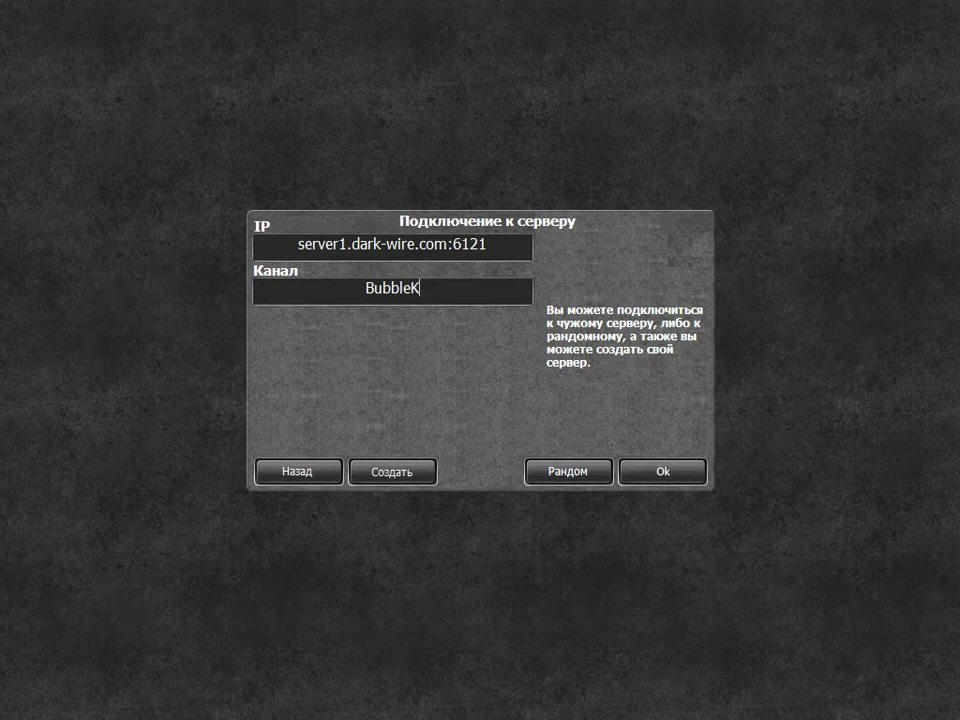 Подключение к серверу
IP
server1.dark-wire.com:6121
Канал
BubbleK
Вы можете подключиться
к чужому серверу, либо к
рандомному, а также вы
можете создать свой
сервер.
Назад
Создать
Рандом
Ok